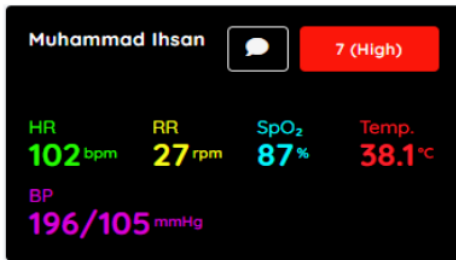 Muhammad Ihsan
7 (High)
HR RR SpO₂ Temp.
102 bpm 27 rpm 87 % 38.1 °C
BP
196/105 mmHg